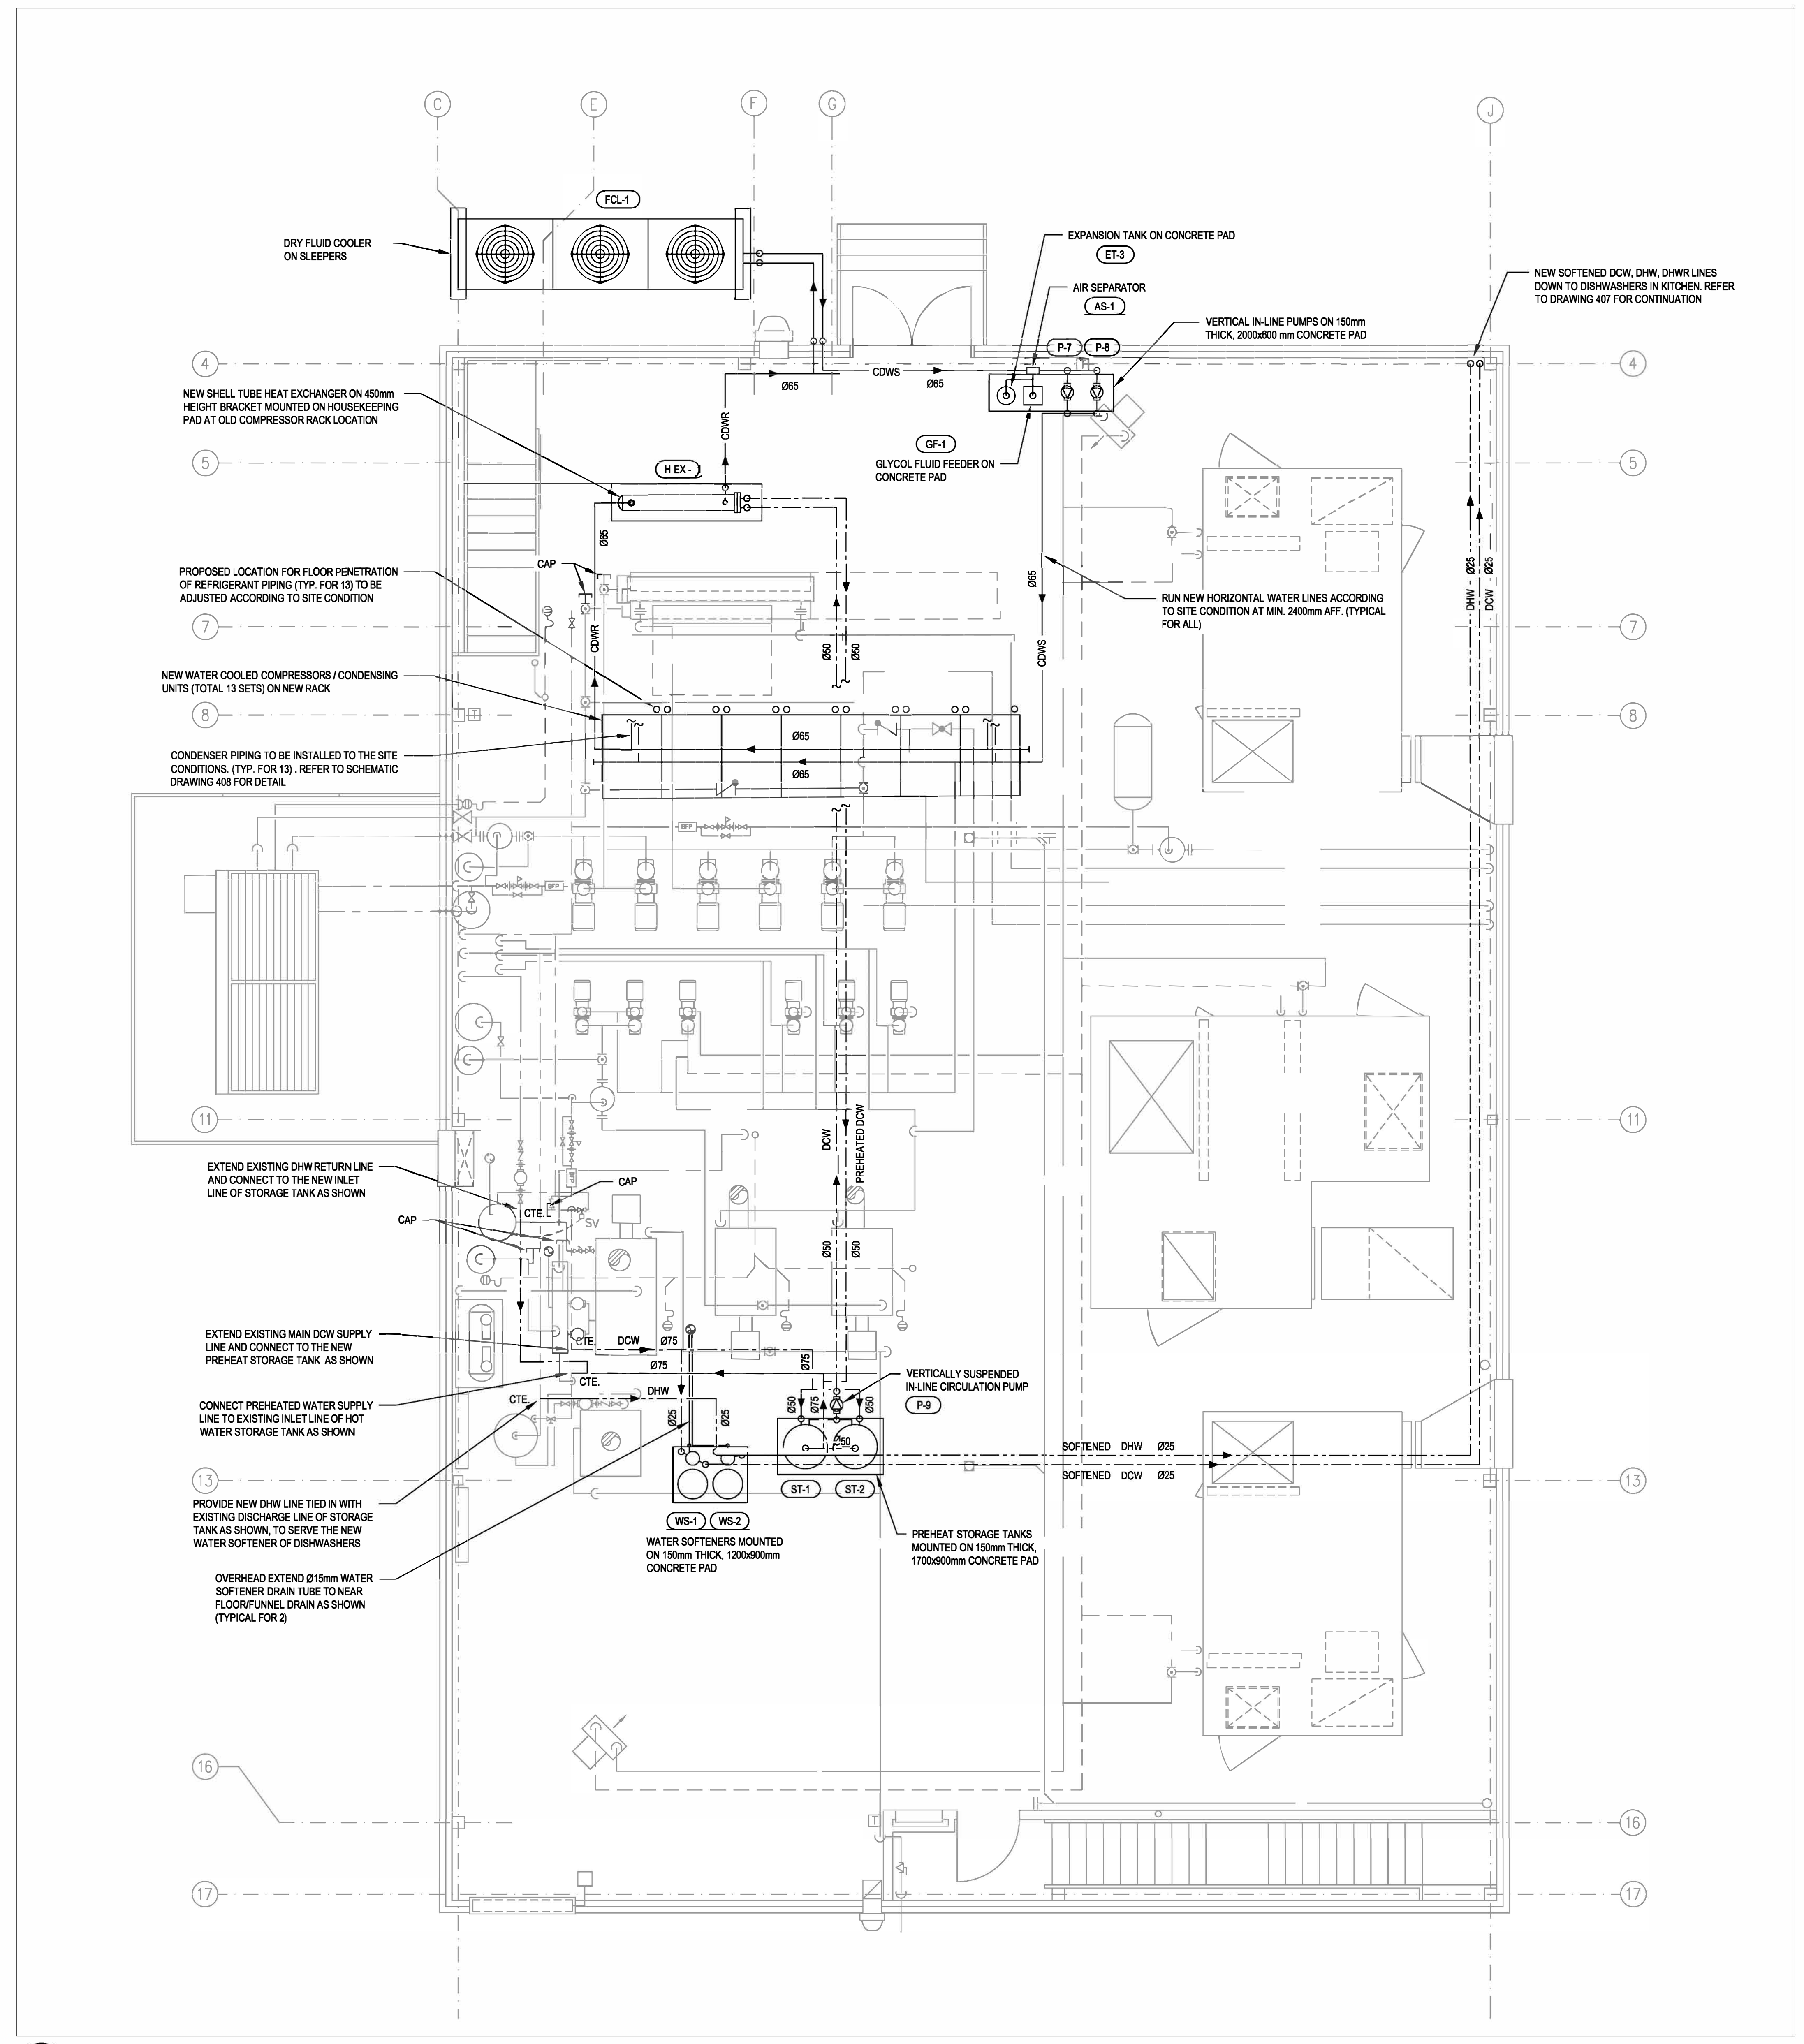 C
E
F
G
J
FCL-1
DRY FLUID COOLER
ON SLEEPERS
EXPANSION TANK ON CONCRETE PAD
ET-3
AIR SEPARATOR
AS-1
NEW SOFTENED DCW, DHW, DHWR LINES
DOWN TO DISHWASHERS IN KITCHEN. REFER
TO DRAWING 407 FOR CONTINUATION
VERTICAL IN-LINE PUMPS ON 150mm
THICK, 2000x600 mm CONCRETE PAD
P-7
P-8
4
4
CDWS
Ø65
Ø65
NEW SHELL TUBE HEAT EXCHANGER ON 450mm
HEIGHT BRACKET MOUNTED ON HOUSEKEEPING
PAD AT OLD COMPRESSOR RACK LOCATION
CDWR
GF-1
GLYCOL FLUID FEEDER ON
CONCRETE PAD
5
5
H EX -
Ø65
CAP
PROPOSED LOCATION FOR FLOOR PENETRATION
OF REFRIGERANT PIPING (TYP. FOR 13) TO BE
ADJUSTED ACCORDING TO SITE CONDITION
Ø65
DHW - Ø25
DCW Ø25
RUN NEW HORIZONTAL WATER LINES ACCORDING
TO SITE CONDITION AT MIN. 2400mm AFF. (TYPICAL
FOR ALL)
7
7
CDWR
Ø50
Ø50
CDWS
NEW WATER COOLED COMPRESSORS / CONDENSING
UNITS (TOTAL 13 SETS) ON NEW RACK
8
8
Ø65
Ø65
CONDENSER PIPING TO BE INSTALLED TO THE SITE
CONDITIONS. (TYP. FOR 13) . REFER TO SCHEMATIC
DRAWING 408 FOR DETAIL
BFP
BFP
11
11
DCW
PREHEATED DCW
BFP
EXTEND EXISTING DHW RETURN LINE
AND CONNECT TO THE NEW INLET
LINE OF STORAGE TANK AS SHOWN
CAP
CTE.
SV
CAP
Ø50
Ø50
EXTEND EXISTING MAIN DCW SUPPLY
LINE AND CONNECT TO THE NEW
PREHEAT STORAGE TANK AS SHOWN
CTE.
DCW
Ø75
Ø75
Ø75
CTE.
VERTICALLY SUSPENDED
IN-LINE CIRCULATION PUMP
P-9
CONNECT PREHEATED WATER SUPPLY
LINE TO EXISTING INLET LINE OF HOT
WATER STORAGE TANK AS SHOWN
CTE.
DHW
Ø25
Ø25
Ø50
Ø75
Ø50
Ø50
SOFTENED DHW Ø25
SOFTENED DCW Ø25
13
13
ST-1
ST-2
PROVIDE NEW DHW LINE TIED IN WITH
EXISTING DISCHARGE LINE OF STORAGE
TANK AS SHOWN, TO SERVE THE NEW
WATER SOFTENER OF DISHWASHERS
WS-1
WS-2
WATER SOFTENERS MOUNTED
ON 150mm THICK, 1200x900mm
CONCRETE PAD
PREHEAT STORAGE TANKS
MOUNTED ON 150mm THICK,
1700x900mm CONCRETE PAD
OVERHEAD EXTEND Ø15mm WATER
SOFTENER DRAIN TUBE TO NEAR
FLOOR/FUNNEL DRAIN AS SHOWN
(TYPICAL FOR 2)
16
16
T
17
17